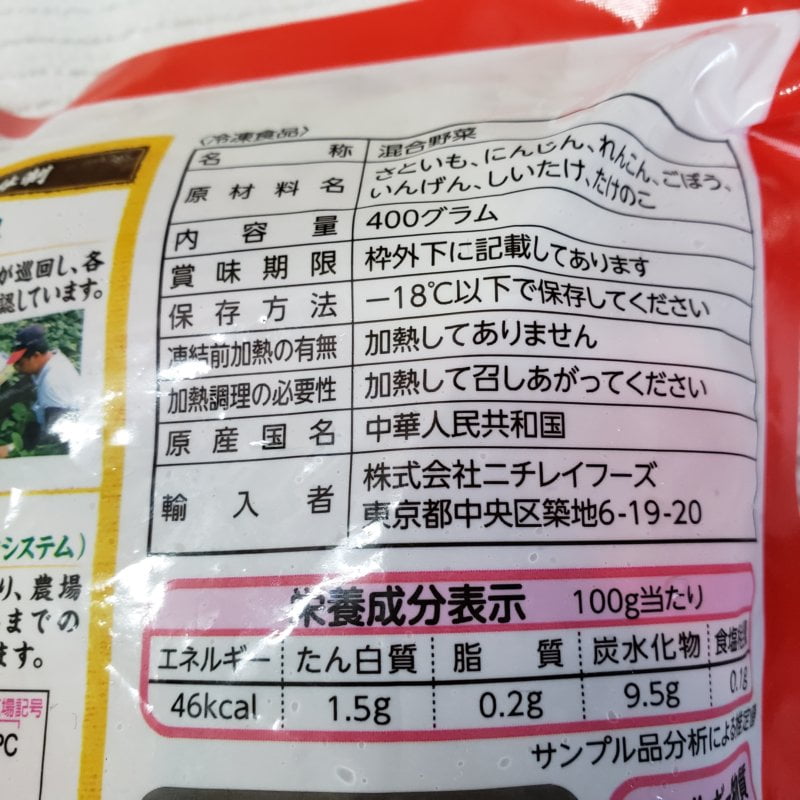 〈冷凍食品〉
名称 混合野菜
原材料名 さといも、にんじん、れんこん、ごぼう、
いんげん、しいたけ、たけのこ
内容量 400グラム
賞味期限 枠外下に記載してあります
保存方法 −18℃以下で保存してください
凍結前加熱の有無 加熱してありません
加熱調理の必要性 加熱して召しあがってください
原産国名 中華人民共和国
輸入者 株式会社ニチレイフーズ
東京都中央区築地6-19-20
栄養成分表示 100g当たり
エネルギー たん白質 脂質 炭水化物 食塩
46kcal 1.5g 0.2g 9.5g 0.1g
サンプル品分析による推定値
が巡回し、各
認しています。
システム)
り、農場
までの
ます。
場記号
PC